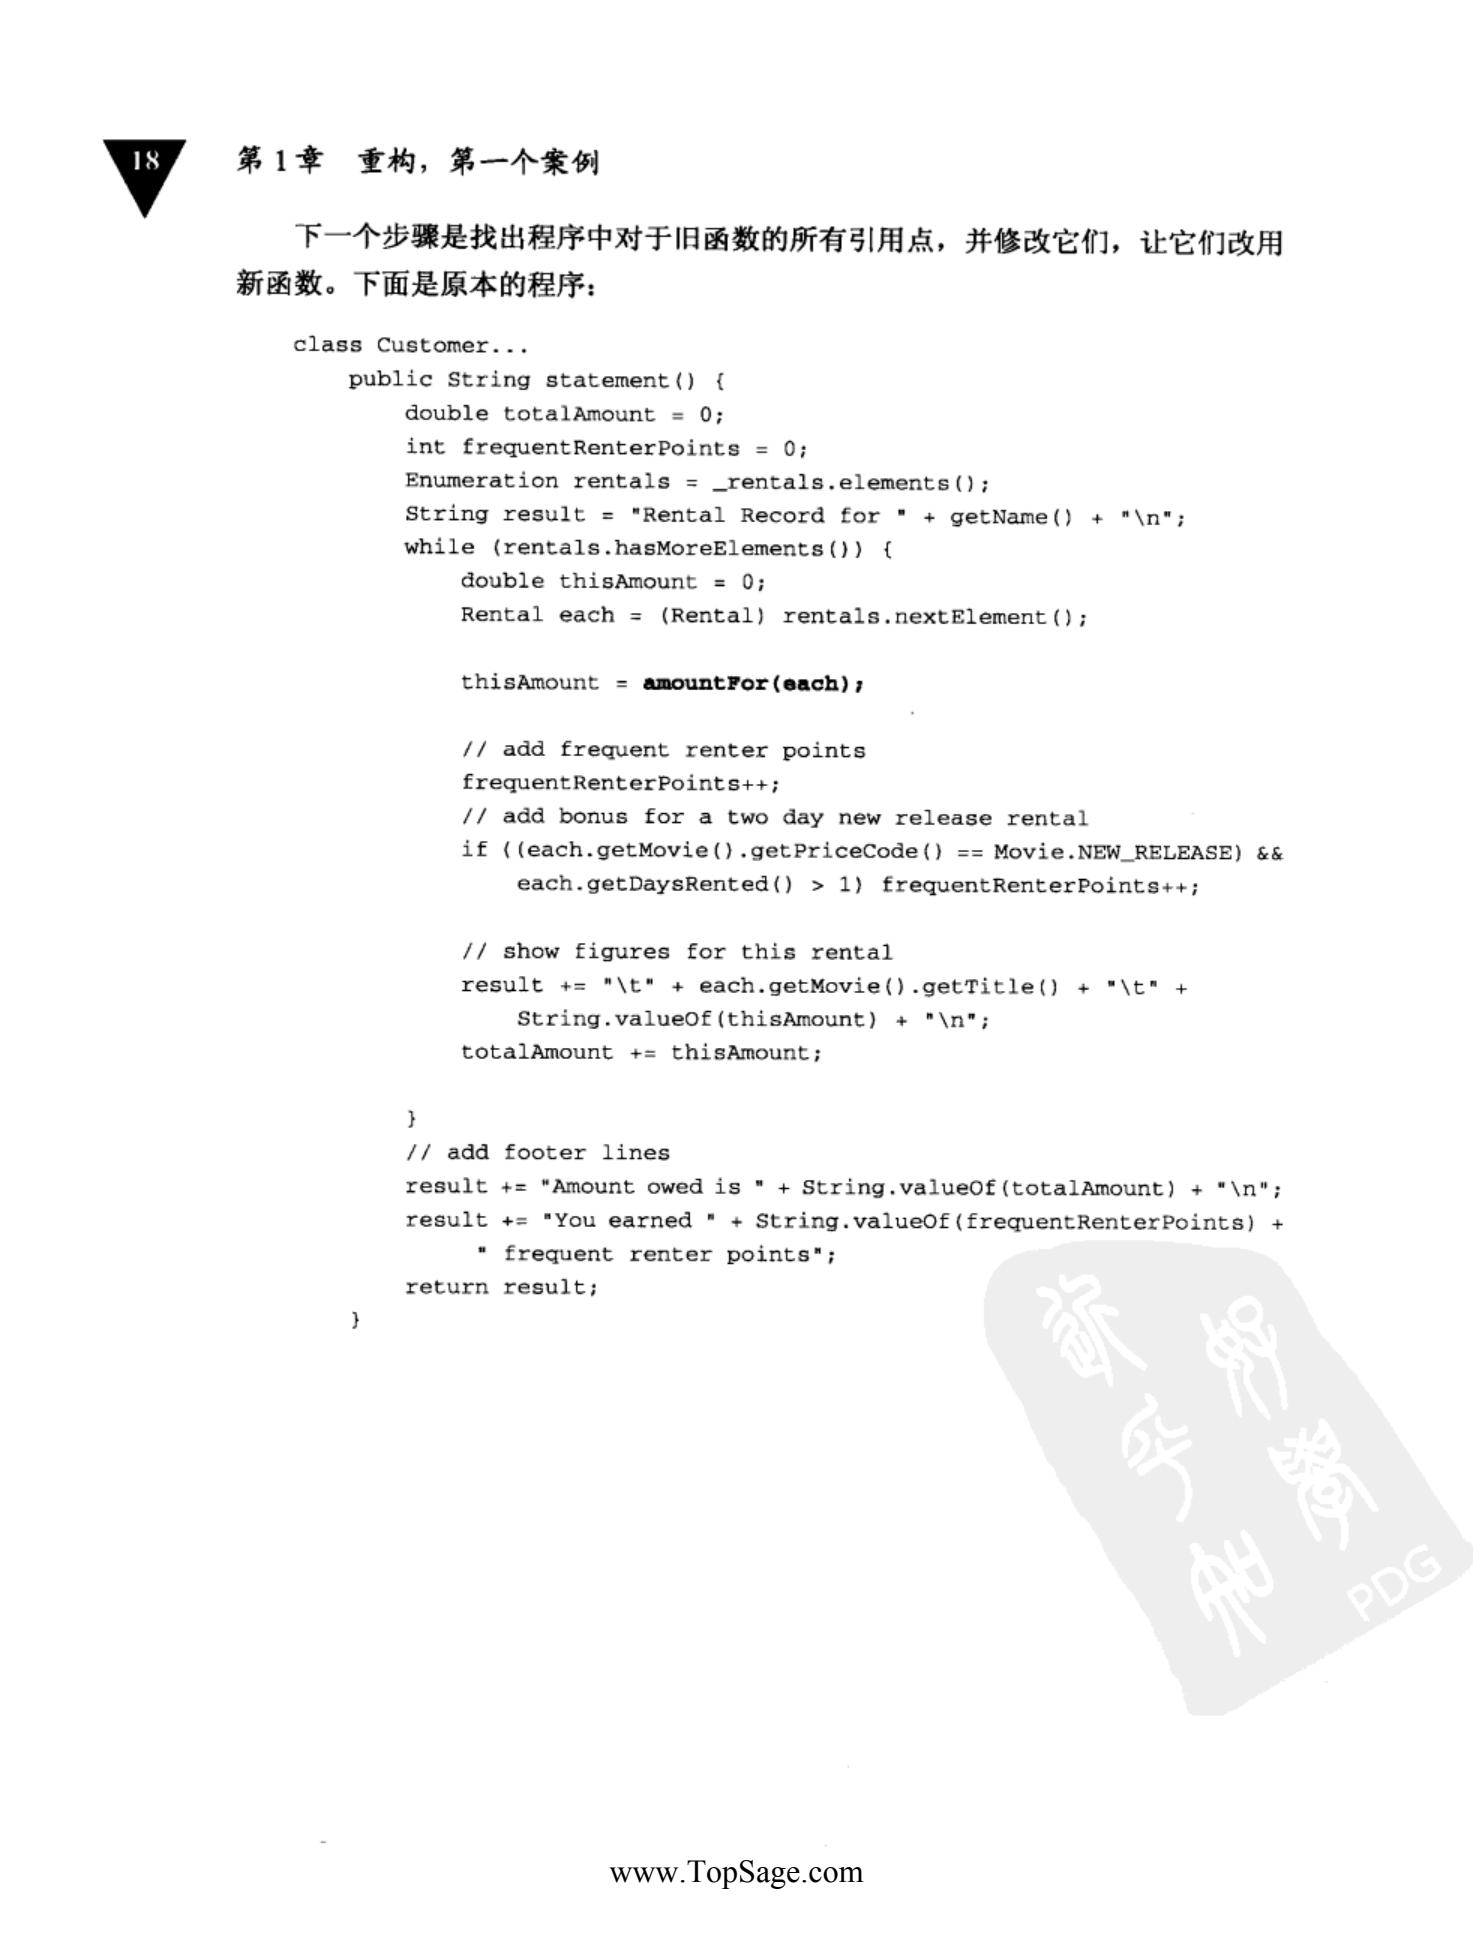 18
第1章 重构，第一个案例
下一个步骤是找出程序中对于旧函数的所有引用点，并修改它们，让它们改用
新函数。下面是原本的程序：
class Customer...
    public String statement() {
        double totalAmount = 0;
        int frequentRenterPoints = 0;
        Enumeration rentals = _rentals.elements();
        String result = "Rental Record for " + getName() + "\n";
        while (rentals.hasMoreElements()) {
            double thisAmount = 0;
            Rental each = (Rental) rentals.nextElement();
            thisAmount = amountFor(each);
            // add frequent renter points
            frequentRenterPoints++;
            // add bonus for a two day new release rental
            if ((each.getMovie().getPriceCode() == Movie.NEW_RELEASE) &&
                each.getDaysRented() > 1) frequentRenterPoints++;
            // show figures for this rental
            result += "\t" + each.getMovie().getTitle() + "\t" +
                String.valueOf(thisAmount) + "\n";
            totalAmount += thisAmount;
        }
        // add footer lines
        result += "Amount owed is " + String.valueOf(totalAmount) + "\n";
        result += "You earned " + String.valueOf(frequentRenterPoints) +
             " frequent renter points";
        return result;
    }
PDG
www.TopSage.com